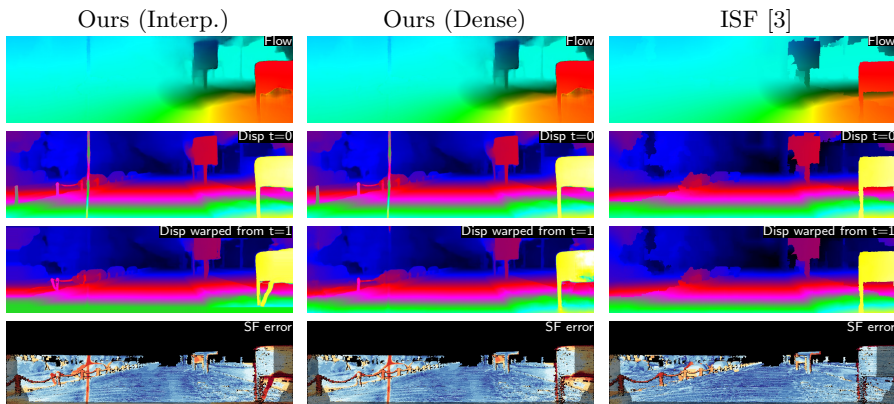 Ours (Interp.) Ours (Dense) ISF [3]
Flow Flow Flow
Disp t=0 Disp t=0 Disp t=0
Disp warped from t=1 Disp warped from t=1 Disp warped from t=1
SF error SF error SF error